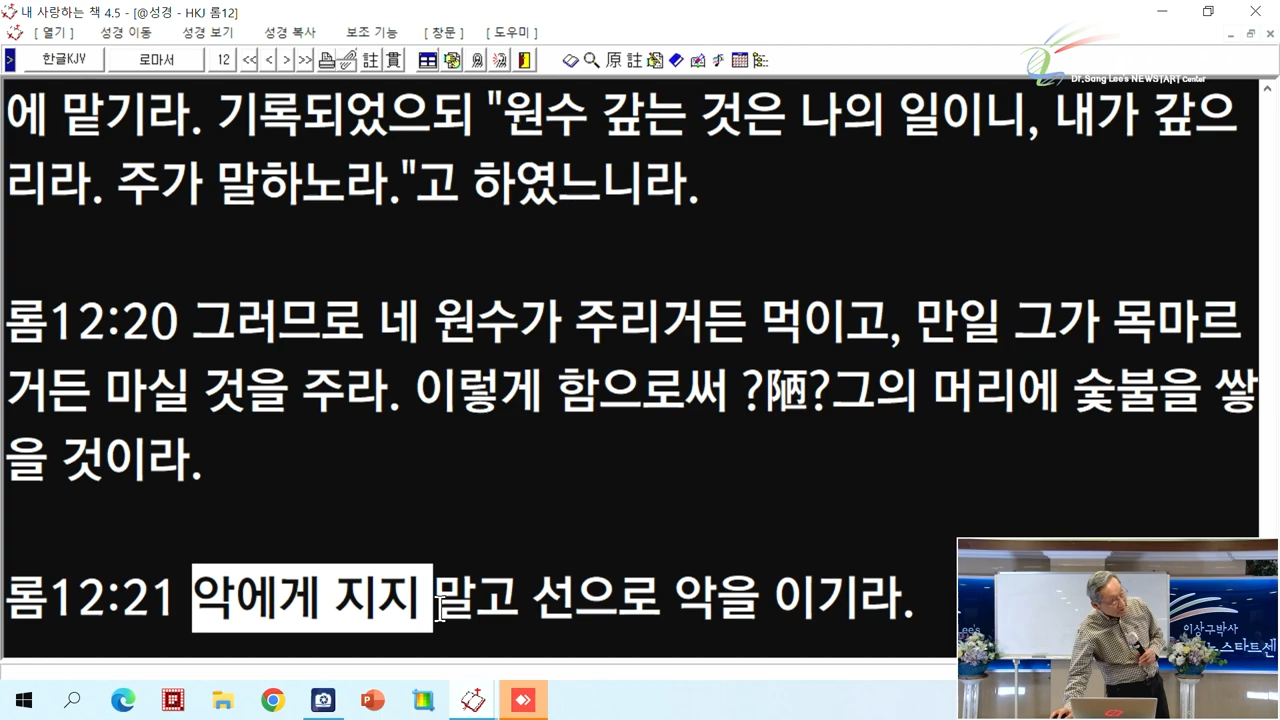 내 사랑하는 책 4.5 - [@성경 - HKJ 롬12]
[ 열기 ] 성경 이동 성경 보기 성경 복사 보조 기능 [ 창문 ] [ 도우미 ]
한글KJV 로마서 12 << < > >> 註 貫 原 註
Dr.Sang Lee's NEWSTART Center
에 맡기라. 기록되었으되 "원수 갚는 것은 나의 일이니, 내가 갚으
리라. 주가 말하노라."고 하였느니라.
롬12:20 그러므로 네 원수가 주리거든 먹이고, 만일 그가 목마르
거든 마실 것을 주라. 이렇게 함으로써 ?陋?그의 머리에 숯불을 쌓
을 것이라.
롬12:21 악에게 지지 말고 선으로 악을 이기라.
이상구박사
스타트센